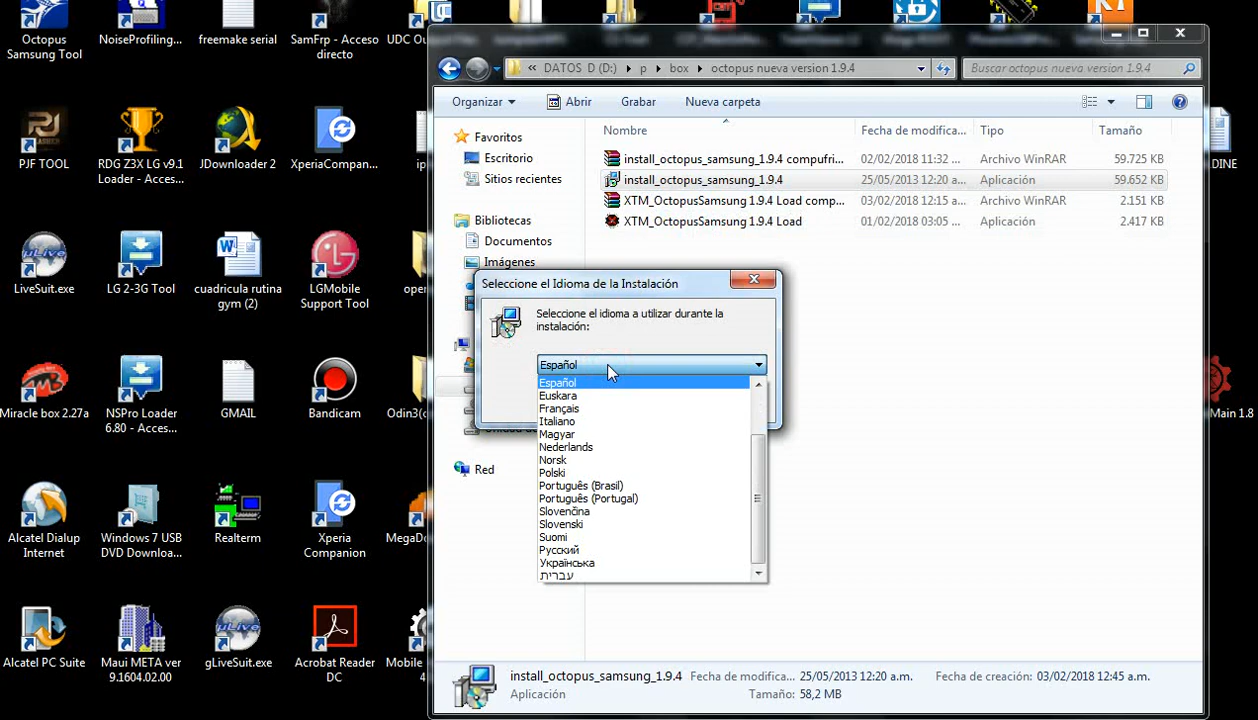 Octopus
Samsung Tool
NoiseProfiling...
freemake serial
SamFrp - Acceso
directo
UDC Ou
PJF TOOL
RDG Z3X LG v9.1
Loader - Acces...
JDownloader 2
XperiaCompan...
ip
LiveSuit.exe
LG 2-3G Tool
cuadricula rutina
gym (2)
LGMobile
Support Tool
oper
Miracle box 2.27a
NSPro Loader
6.80 - Acces...
GMAIL
Bandicam
Odin3(c
Alcatel Dialup
Internet
Windows 7 USB
DVD Downloa...
Realterm
Xperia
Companion
MegaDo
Alcatel PC Suite
Maui META ver
9.1604.02.00
gLiveSuit.exe
Acrobat Reader
DC
Mobile
4
DINE
Main 1.8
« DATOS D (D:) p box octopus nueva version 1.9.4
Buscar octopus nueva version 1.9.4
Organizar Abrir Grabar Nueva carpeta
Favoritos
Escritorio
Sitios recientes
Bibliotecas
Documentos
Imágenes
Red
Nombre Fecha de modifica... Tipo Tamaño
install_octopus_samsung_1.9.4 compufri... 02/02/2018 11:32 ... Archivo WinRAR 59.725 KB
install_octopus_samsung_1.9.4 25/05/2013 12:20 a... Aplicación 59.652 KB
XTM_OctopusSamsung 1.9.4 Load comp... 03/02/2018 12:15 a... Archivo WinRAR 2.151 KB
XTM_OctopusSamsung 1.9.4 Load 01/02/2018 03:05 ... Aplicación 2.417 KB
Seleccione el Idioma de la Instalación
Seleccione el idioma a utilizar durante la
instalación:
Español
Español
Euskara
Français
Italiano
Magyar
Nederlands
Norsk
Polski
Português (Brasil)
Português (Portugal)
Slovenčina
Slovenski
Suomi
Русский
Українська
עברית
install_octopus_samsung_1.9.4 Fecha de modifica... 25/05/2013 12:20 a.m. Fecha de creación: 03/02/2018 12:45 a.m.
Aplicación Tamaño: 58,2 MB